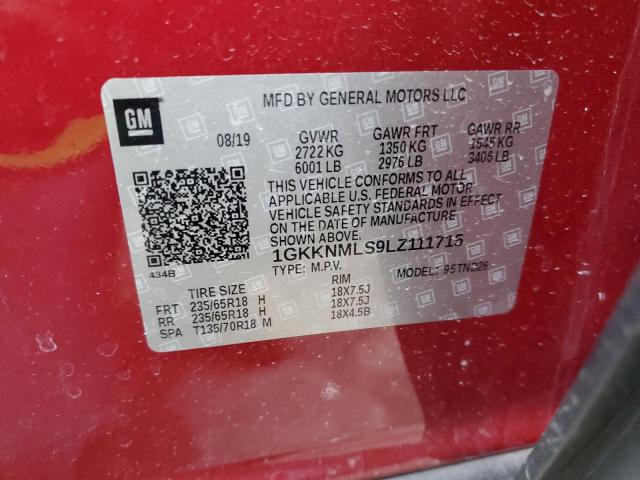 GM
MFD BY GENERAL MOTORS LLC
08/19 GVWR GAWR FRT GAWR RR
2722 KG 1350 KG 1545 KG
6001 LB 2976 LB 3406 LB
THIS VEHICLE CONFORMS TO ALL
APPLICABLE U.S. FEDERAL MOTOR
VEHICLE SAFETY STANDARDS IN EFFECT
ON THE DATE OF MANUFACTURE
SHOWN ABOVE.
1GKKNMLS9LZ111715
434B
TYPE: M.P.V. MODEL: 95TNB26
TIRE SIZE RIM
FRT 235/65R18 H 18X7.5J
RR 235/65R18 H 18X7.5J
SPA T135/70R18 M 18X4.5B